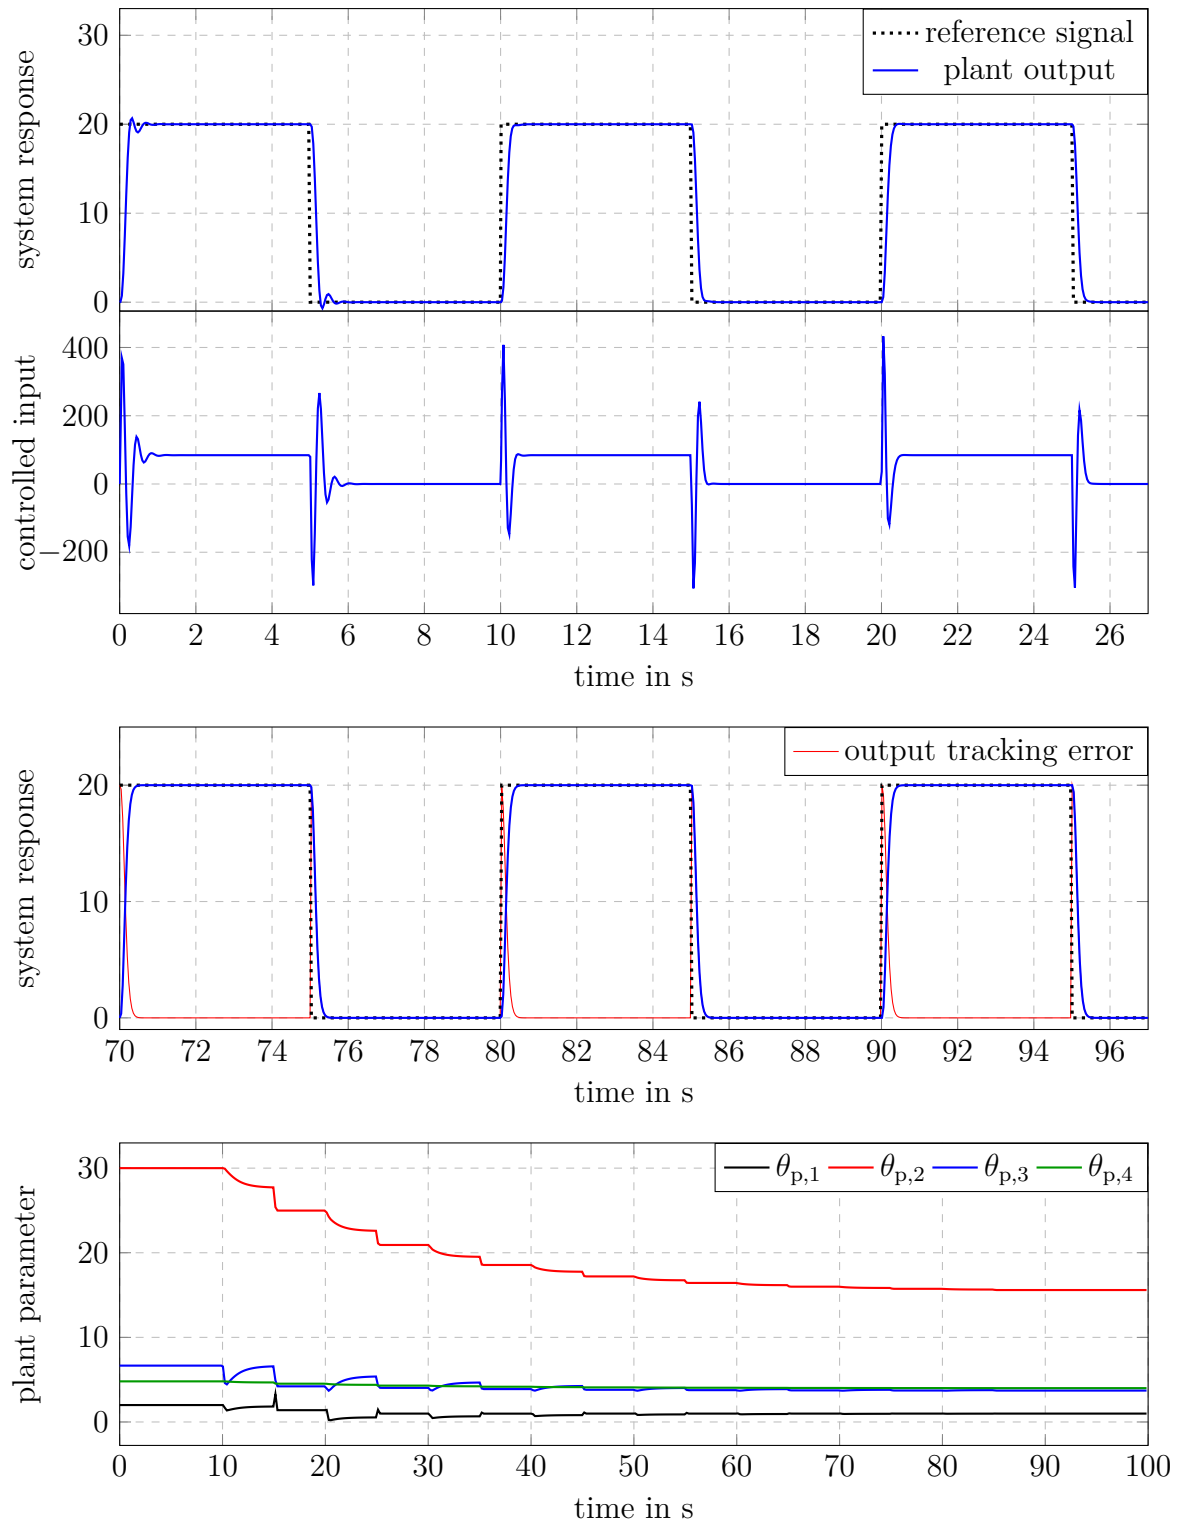 reference signal
plant output
system response
30
20
10
0
controlled input
400
200
0
−200
0 2 4 6 8 10 12 14 16 18 20 22 24 26
time in s
output tracking error
system response
20
10
0
70 72 74 76 78 80 82 84 86 88 90 92 94 96
time in s
θp,1 θp,2 θp,3 θp,4
plant parameter
30
20
10
0
0 10 20 30 40 50 60 70 80 90 100
time in s